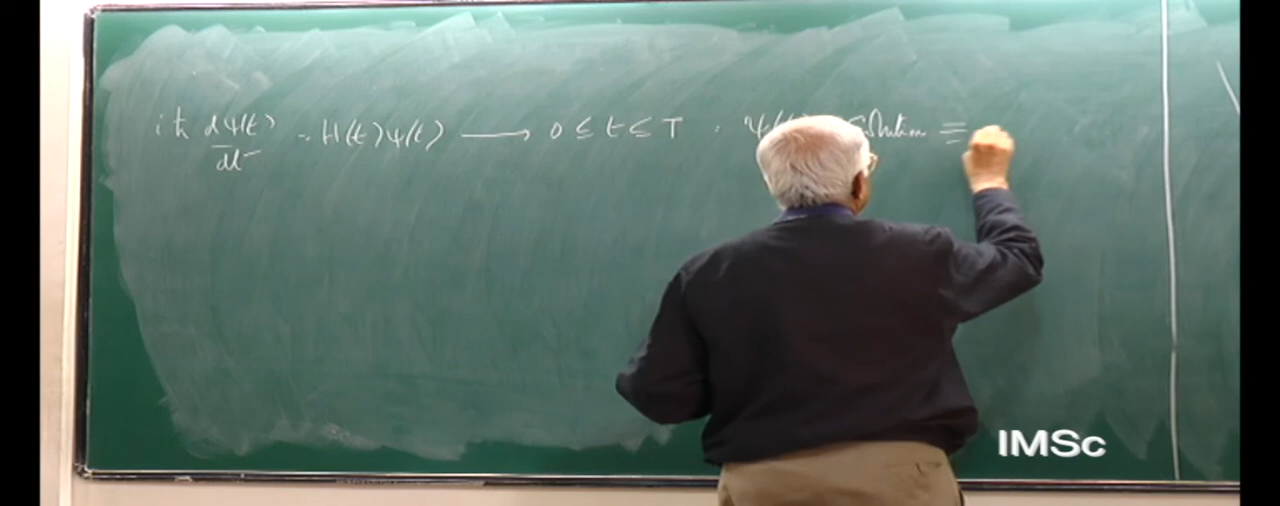 iħ dψ(t)/dt = H(t)ψ(t) ⟶ 0 ≤ t ≤ T : ψ solution ≡
IMSc